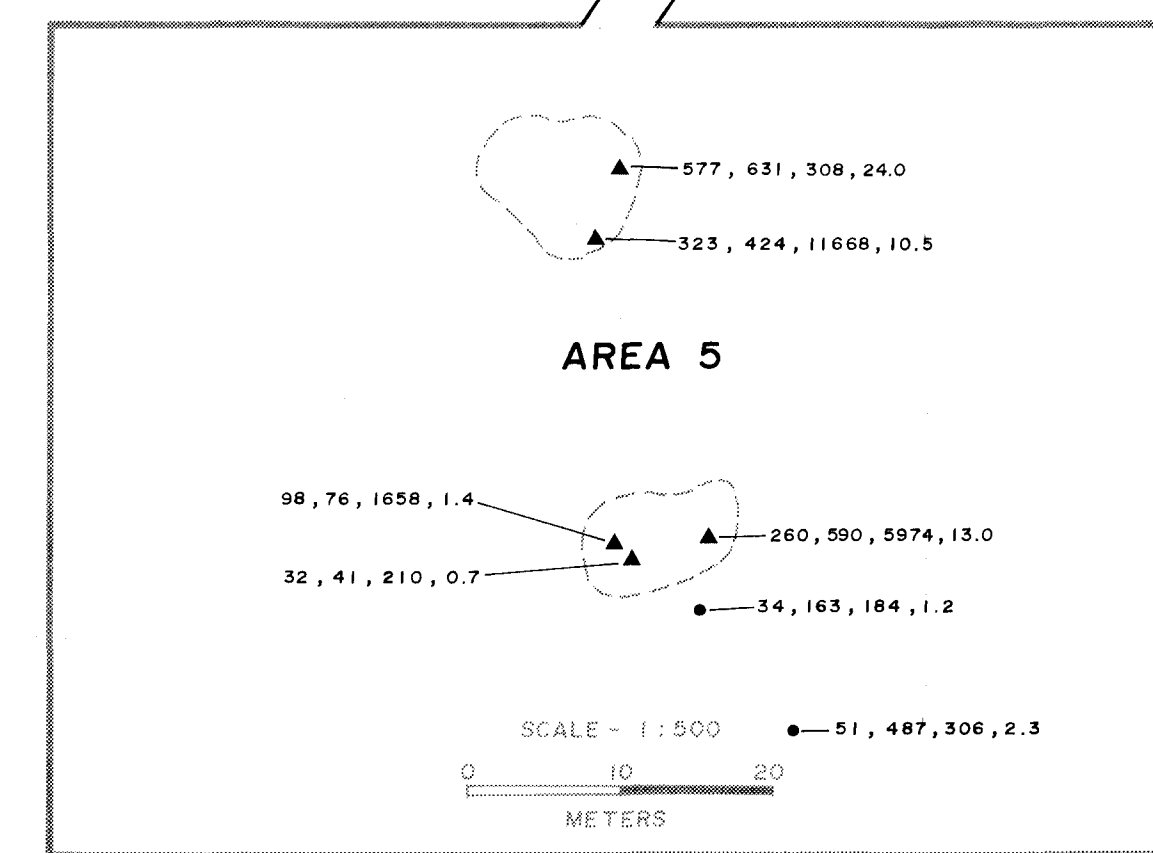 577, 631, 308, 24.0
323, 424, 11668, 10.5
AREA 5
98, 76, 1658, 1.4
260, 590, 5974, 13.0
32, 41, 210, 0.7
34, 163, 184, 1.2
SCALE - 1:500
51, 487, 306, 2.3
0 10 20
METERS